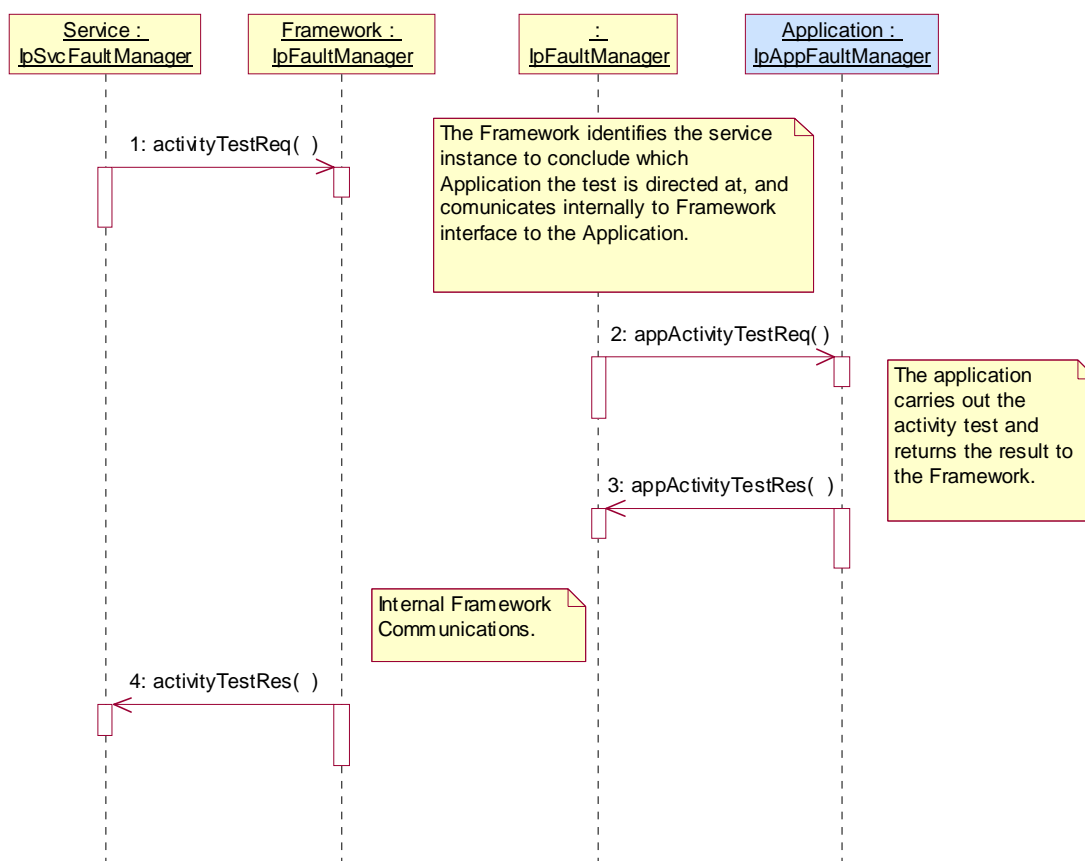 Service :
IpSvcFaultManager
Framework :
IpFaultManager
:
IpFaultManager
Application :
IpAppFaultManager
1: activityTestReq( )
The Framework identifies the service
instance to conclude which
Application the test is directed at, and
comunicates internally to Framework
interface to the Application.
2: appActivityTestReq( )
The application
carries out the
activity test and
returns the result to
the Framework.
3: appActivityTestRes( )
Internal Framework
Communications.
4: activityTestRes( )